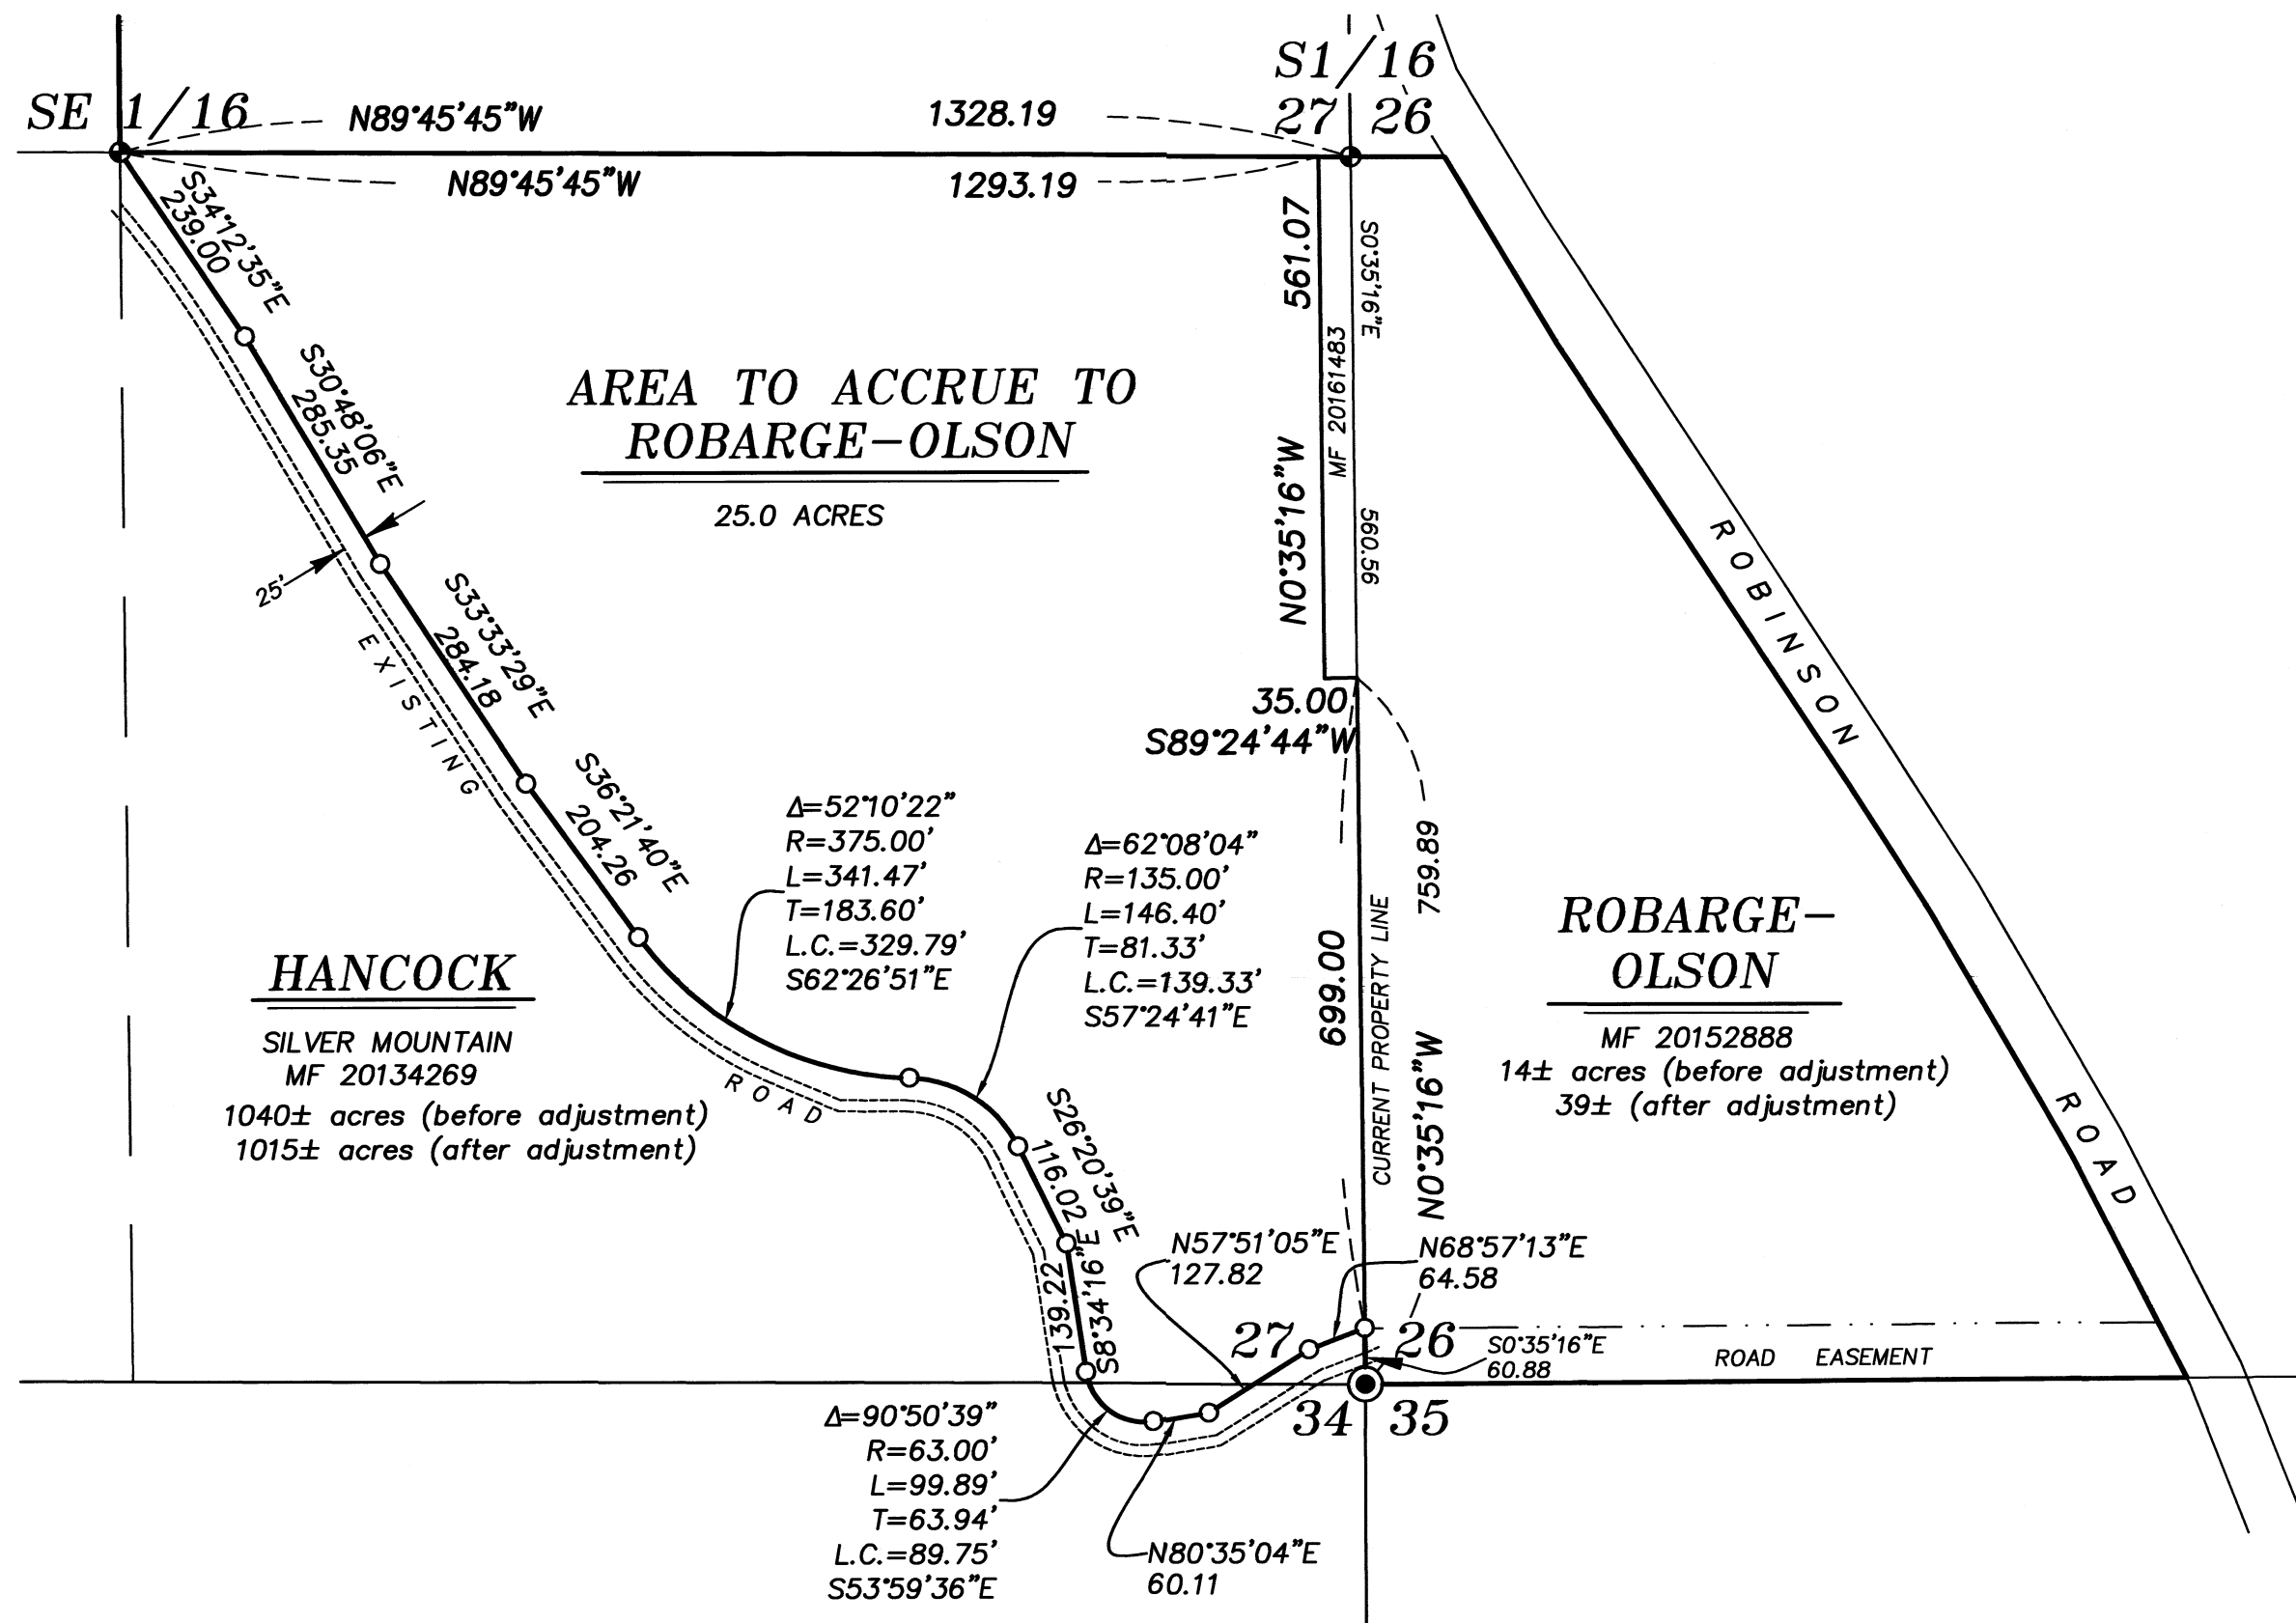 S1/16
SE 1/16
N89°45'45"W
1328.19
27 26
N89°45'45"W
1293.19
S34°12'35"E
239.00
561.07
S0°35'16"E
MF 20161483
S30°48'06"E
285.35
AREA TO ACCRUE TO
ROBARGE-OLSON
25.0 ACRES
N0°35'16"W
560.56
25'
S33°33'29"E
284.18
EXISTING
ROAD
35.00
S89°24'44"W
S36°21'40"E
204.26
Δ=52°10'22"
R=375.00'
L=341.47'
T=183.60'
L.C.=329.79'
S62°26'51"E
Δ=62°08'04"
R=135.00'
L=146.40'
T=81.33'
L.C.=139.33'
S57°24'41"E
759.89
699.00
CURRENT PROPERTY LINE
N0°35'16"W
ROBINSON
ROAD
ROBARGE-
OLSON
MF 20152888
14± acres (before adjustment)
39± (after adjustment)
HANCOCK
SILVER MOUNTAIN
MF 20134269
1040± acres (before adjustment)
1015± acres (after adjustment)
S26°20'39"E
116.02
139.22
S8°34'16"E
N57°51'05"E
127.82
N68°57'13"E
64.58
27 26
S0°35'16"E
60.88
ROAD EASEMENT
34 35
Δ=90°50'39"
R=63.00'
L=99.89'
T=63.94'
L.C.=89.75'
S53°59'36"E
N80°35'04"E
60.11